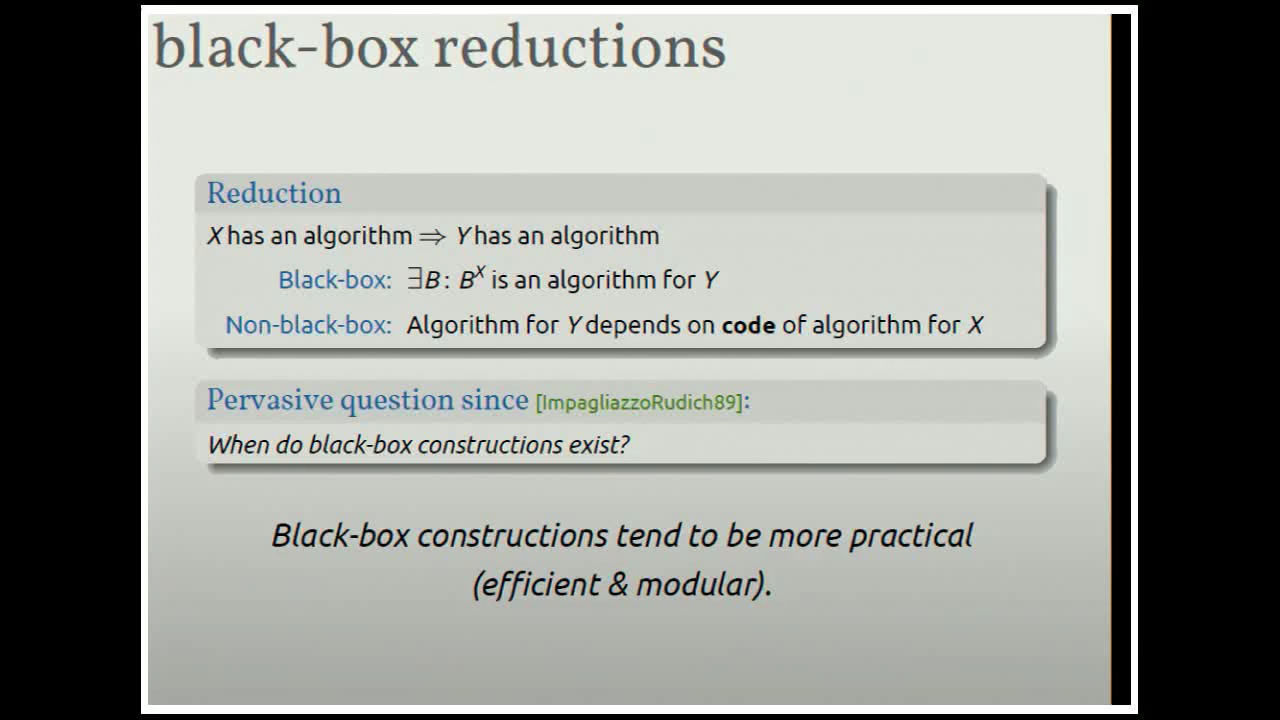 black-box reductions
Reduction
X has an algorithm ⇒ Y has an algorithm
Black-box: ∃B: B^X is an algorithm for Y
Non-black-box: Algorithm for Y depends on code of algorithm for X
Pervasive question since [ImpagliazzoRudich89]:
When do black-box constructions exist?
Black-box constructions tend to be more practical
(efficient & modular).